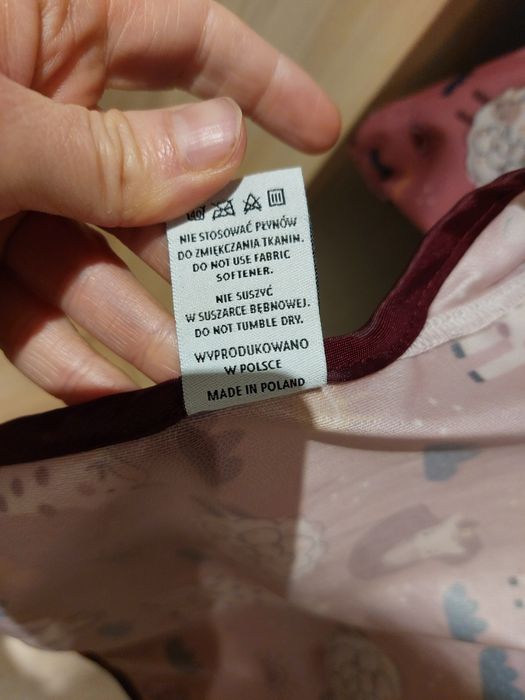 40
NIE STOSOWAĆ PŁYNÓW
DO ZMIĘKCZANIA TKANIN.
DO NOT USE FABRIC
SOFTENER.
NIE SUSZYĆ
W SUSZARCE BĘBNOWEJ.
DO NOT TUMBLE DRY.
WYPRODUKOWANO
W POLSCE
MADE IN POLAND